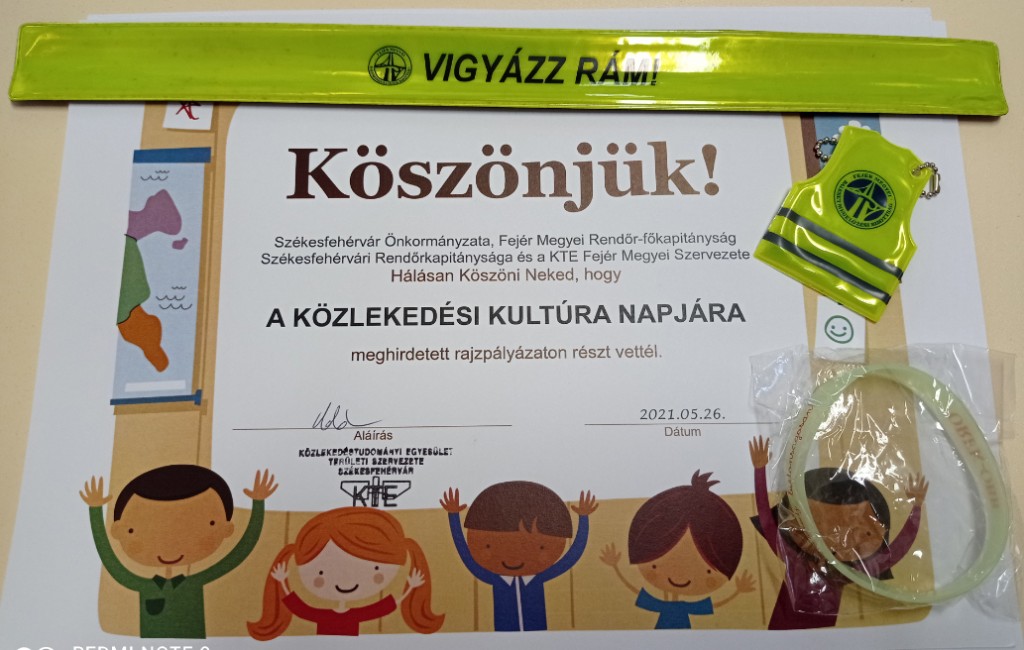 VIGYÁZZ RÁM!
Köszönjük!
Székesfehérvár Önkormányzata, Fejér Megyei Rendőr-főkapitányság
Székesfehérvári Rendőrkapitánysága és a KTE Fejér Megyei Szervezete
Hálásan Köszöni Neked, hogy
A KÖZLEKEDÉSI KULTÚRA NAPJÁRA
meghirdetett rajzpályázaton részt vettél.
2021.05.26.
Aláírás
Dátum
KÖZLEKEDÉSTUDOMÁNYI EGYESÜLET
TERÜLETI SZERVEZETE
SZÉKESFEHÉRVÁR
KTE
FEJÉR MEGYEI